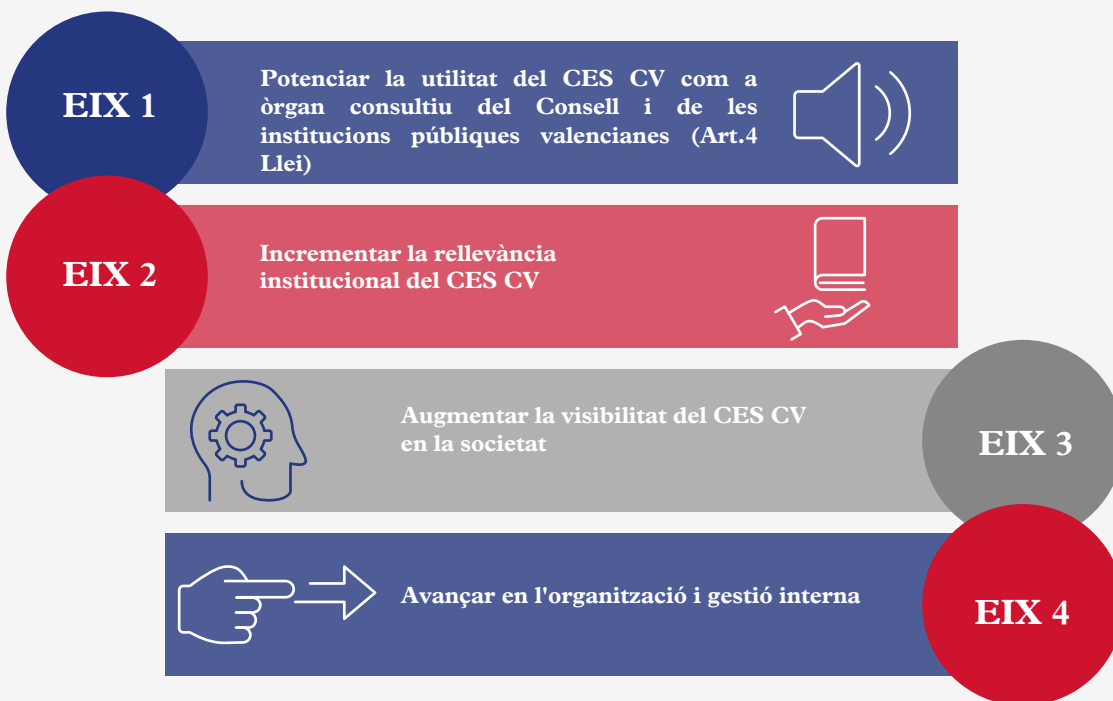 EIX 1
Potenciar la utilitat del CES CV com a
òrgan consultiu del Consell i de les
institucions públiques valencianes (Art.4
Llei)
EIX 2
Incrementar la rellevància
institucional del CES CV
Augmentar la visibilitat del CES CV
en la societat
EIX 3
Avançar en l'organització i gestió interna
EIX 4